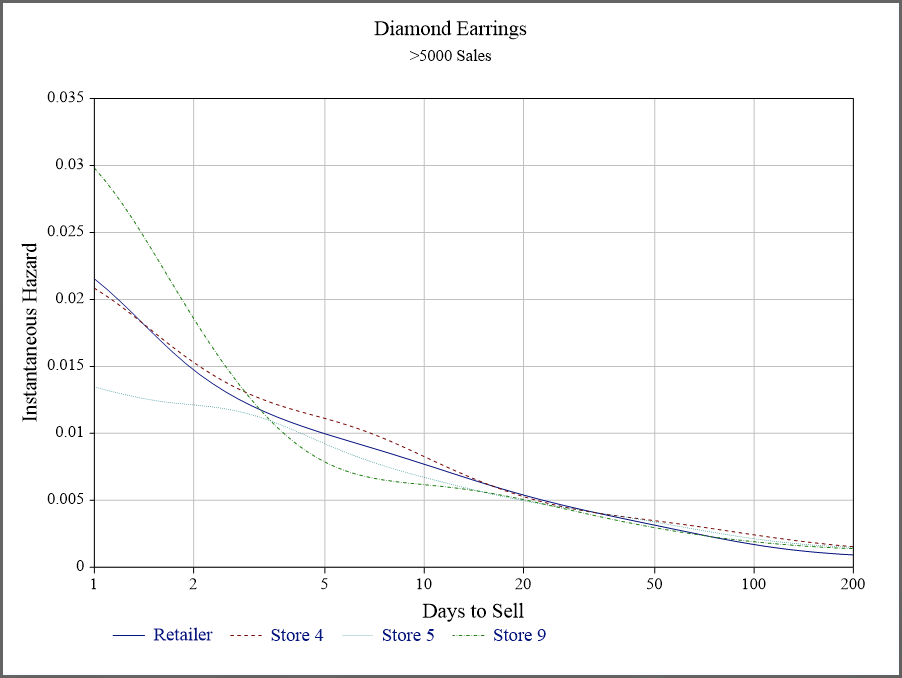 Diamond Earrings
>5000 Sales
0.035
0.03
0.025
0.02
0.015
0.01
0.005
0
Instantaneous Hazard
1 2 5 10 20 50 100 200
Days to Sell
Retailer Store 4 Store 5 Store 9